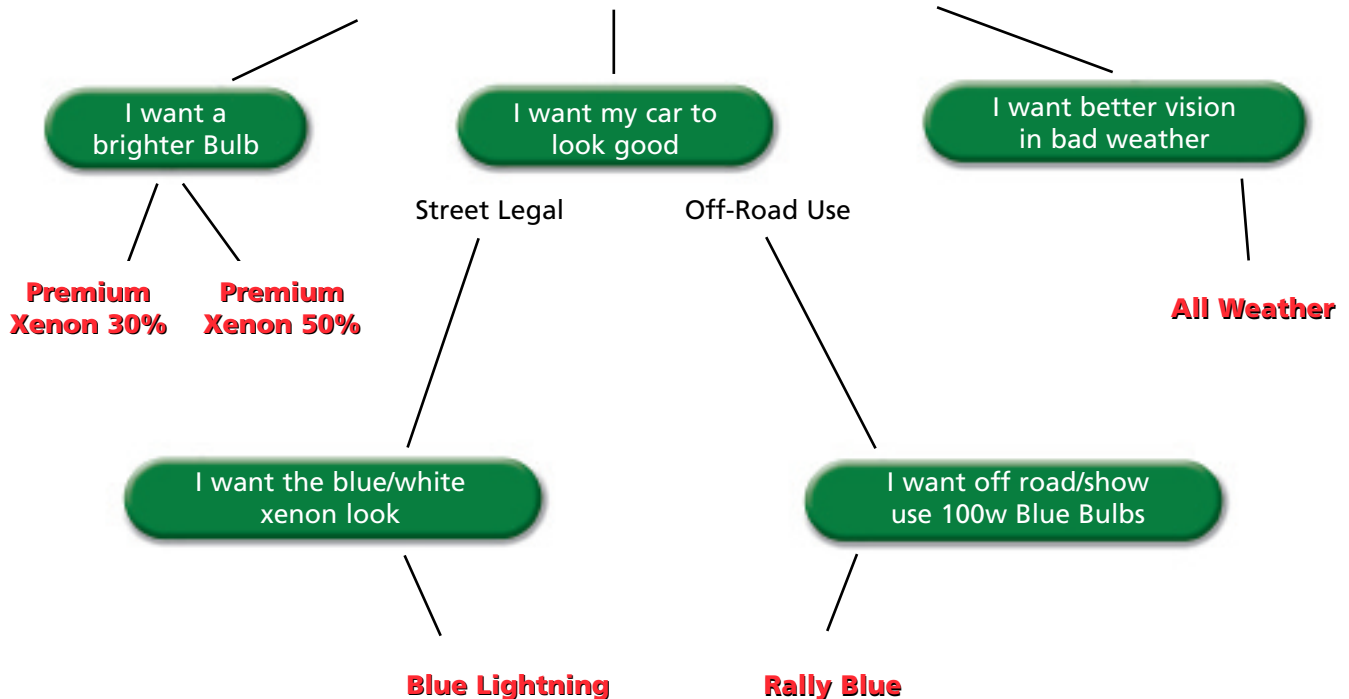 I want a
brighter Bulb
I want my car to
look good
I want better vision
in bad weather
Street Legal
Off-Road Use
Premium
Xenon 30%
Premium
Xenon 50%
All Weather
I want the blue/white
xenon look
I want off road/show
use 100w Blue Bulbs
Blue Lightning
Rally Blue